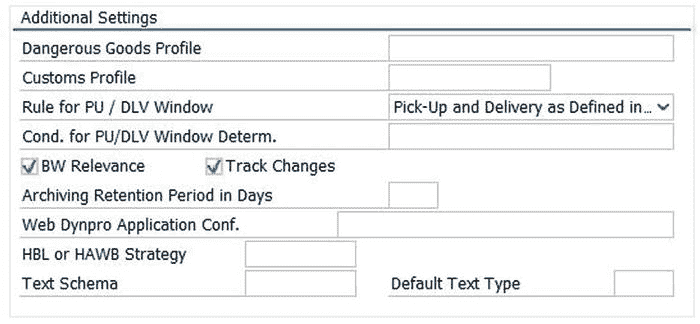 Additional Settings
Dangerous Goods Profile
Customs Profile
Rule for PU / DLV Window Pick-Up and Delivery as Defined in...
Cond. for PU/DLV Window Determ.
BW Relevance Track Changes
Archiving Retention Period in Days
Web Dynpro Application Conf.
HBL or HAWB Strategy
Text Schema Default Text Type